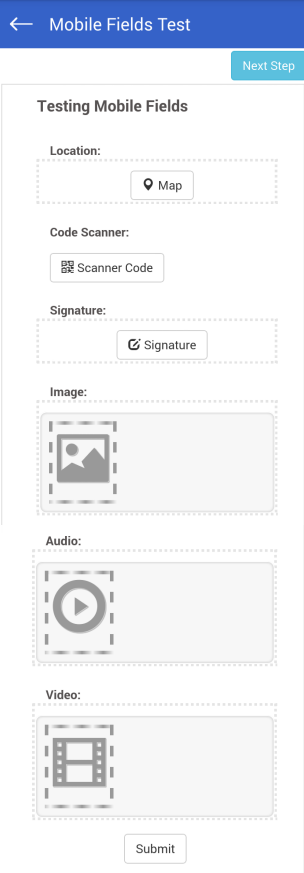 Mobile Fields Test
Next Step
Testing Mobile Fields
Location:
Map
Code Scanner:
Scanner Code
Signature:
Signature
Image:
Audio:
Video:
Submit